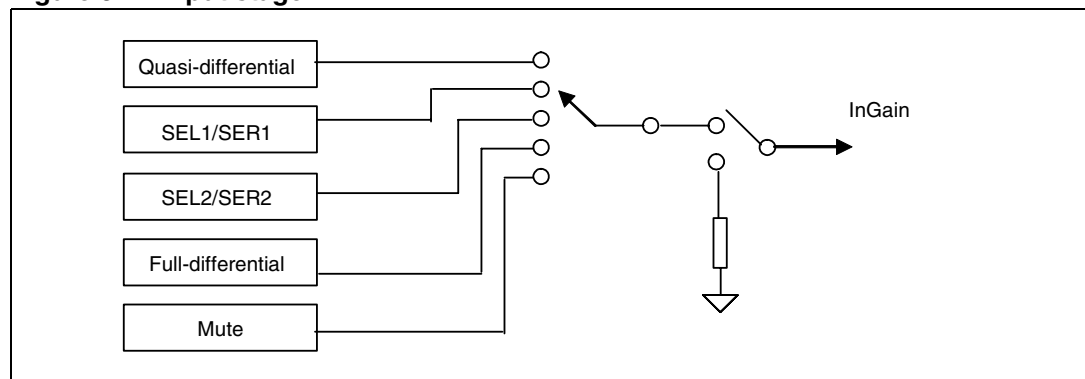 Quasi-differential
SEL1/SER1
InGain
SEL2/SER2
Full-differential
Mute